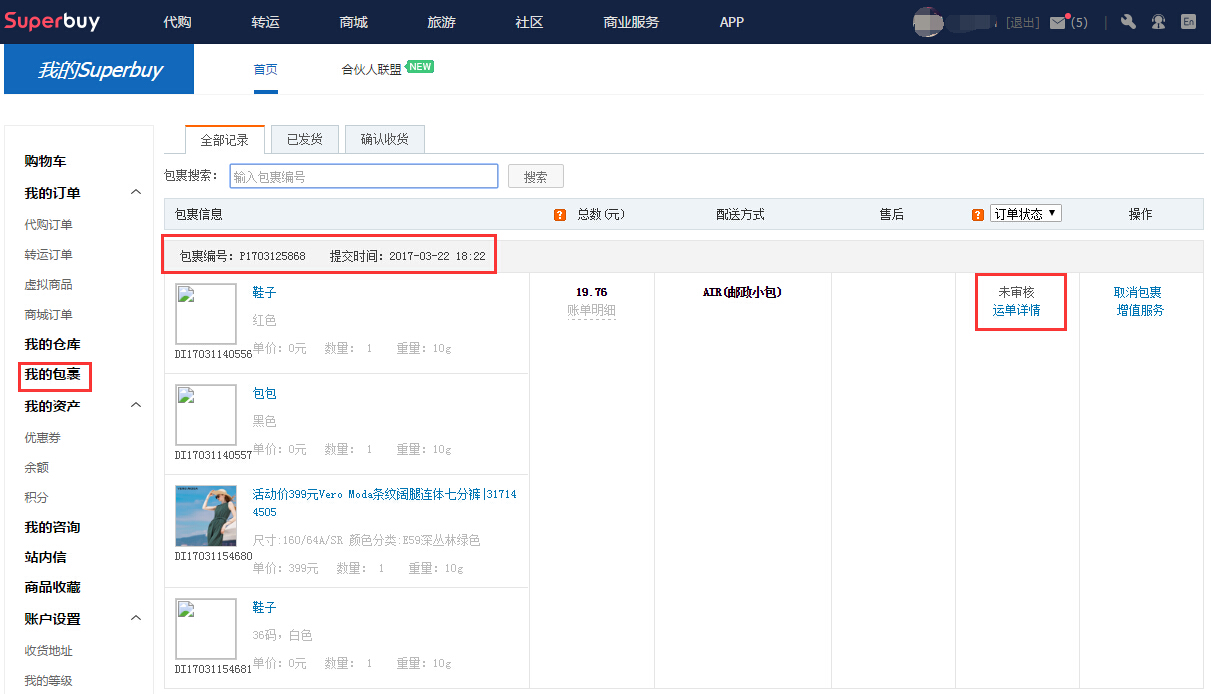 Superbuy 代购 转运 商城 旅游 社区 商业服务 APP [退出] (5) | En
我的Superbuy 首页 合伙人联盟 NEW
购物车
我的订单
代购订单
转运订单
虚拟商品
商城订单
我的仓库
我的包裹
我的资产
优惠券
余额
积分
我的咨询
站内信
商品收藏
账户设置
收货地址
我的等级
全部记录 已发货 确认收货
包裹搜索： 输入包裹编号 搜索
包裹信息 ? 总数(元) 配送方式 售后 ? 订单状态 ▼ 操作
包裹编号：P1703125868 提交时间：2017-03-22 18:22
鞋子
红色
单价：0元 数量： 1 重量：10g
DI17031140556
包包
黑色
单价：0元 数量： 1 重量：10g
DI17031140557
活动价399元Vero Moda条纹阔腿连体七分裤|31714
4505
尺寸:160/64A/SR 颜色分类:E59深丛林绿色
DI17031154680
单价：399元 数量： 1 重量：10g
鞋子
36码，白色
单价：0元 数量： 1 重量：10g
DI17031154681
19.76
账单明细
AIR(邮政小包)
未审核
运单详情
取消包裹
增值服务